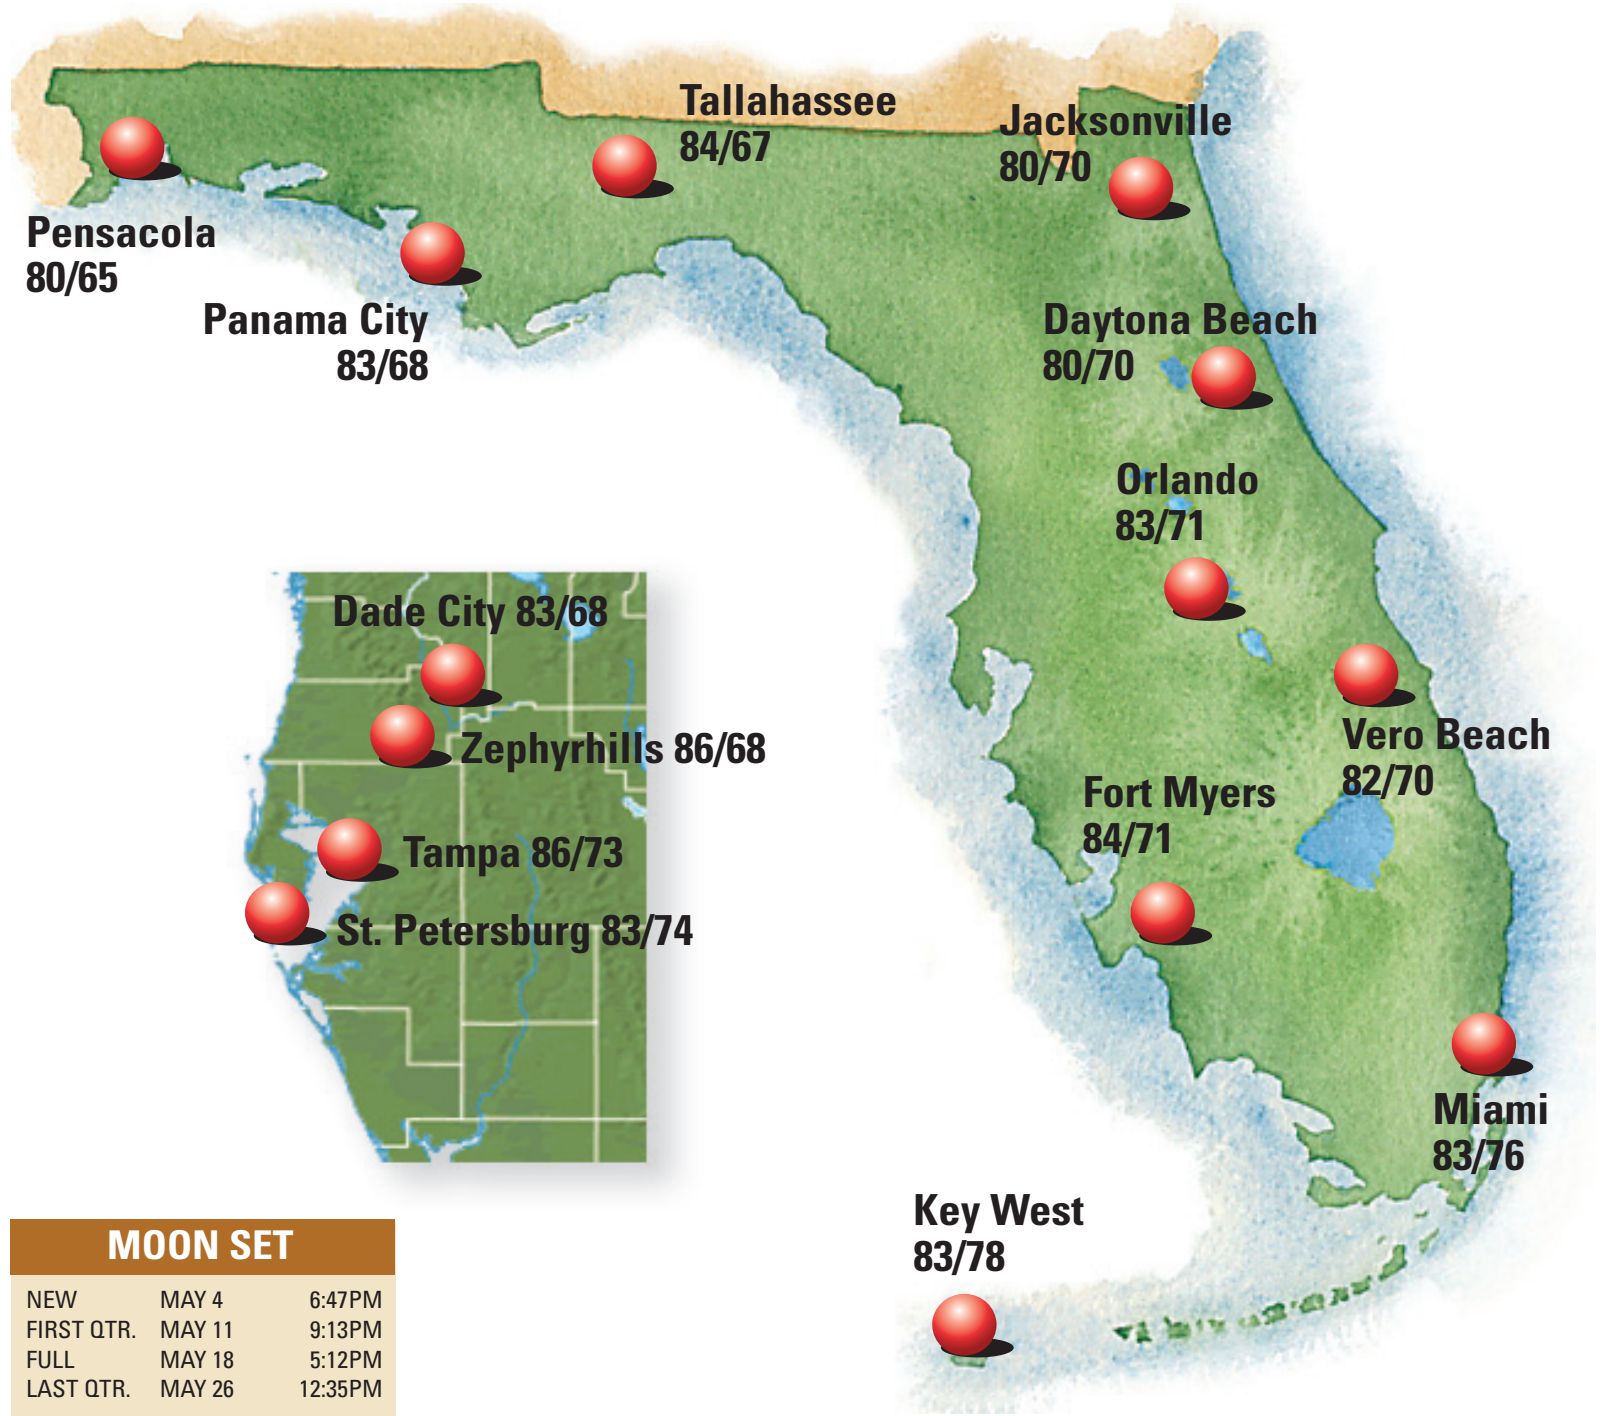 Tallahassee
84/67
Jacksonville
80/70
Pensacola
80/65
Panama City
83/68
Daytona Beach
80/70
Orlando
83/71
Dade City 83/68
Zephyrhills 86/68
Vero Beach
82/70
Fort Myers
84/71
Tampa 86/73
St. Petersburg 83/74
Miami
83/76
Key West
83/78
MOON SET
NEW MAY 4 6:47PM
FIRST QTR. MAY 11 9:13PM
FULL MAY 18 5:12PM
LAST QTR. MAY 26 12:35PM